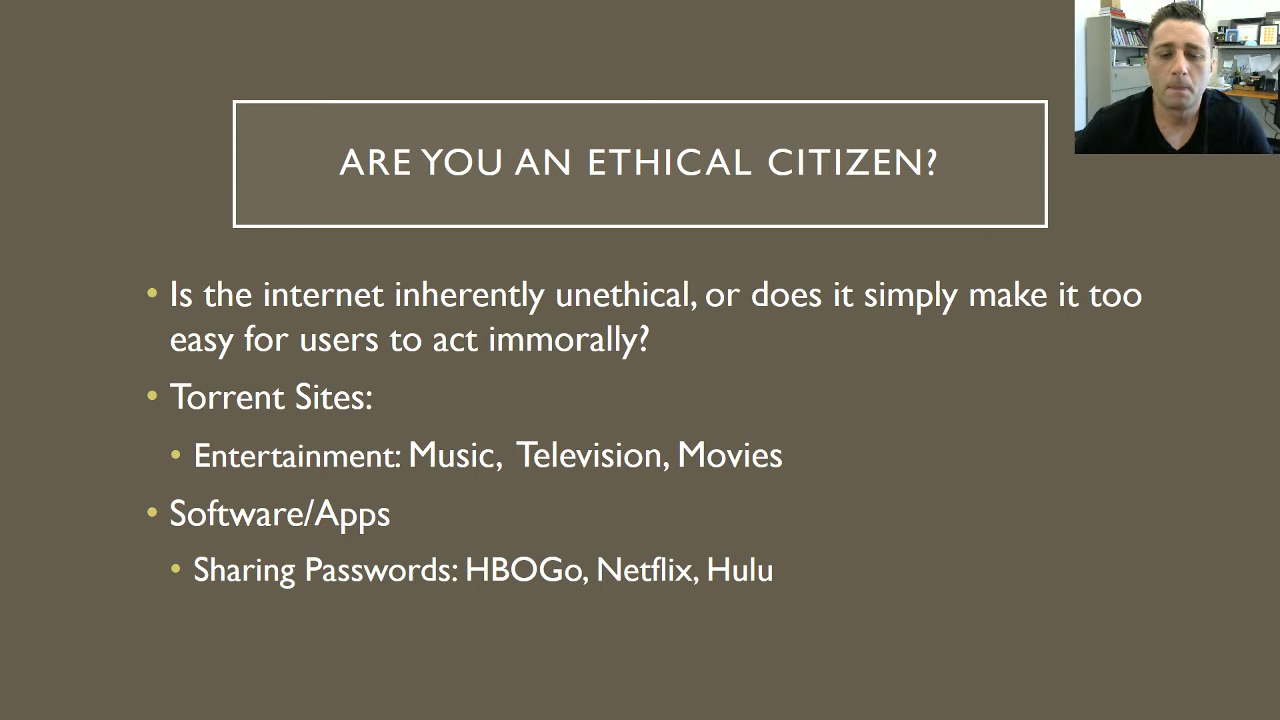 ARE YOU AN ETHICAL CITIZEN?
• Is the internet inherently unethical, or does it simply make it too
easy for users to act immorally?
• Torrent Sites:
• Entertainment: Music, Television, Movies
• Software/Apps
• Sharing Passwords: HBOGo, Netflix, Hulu